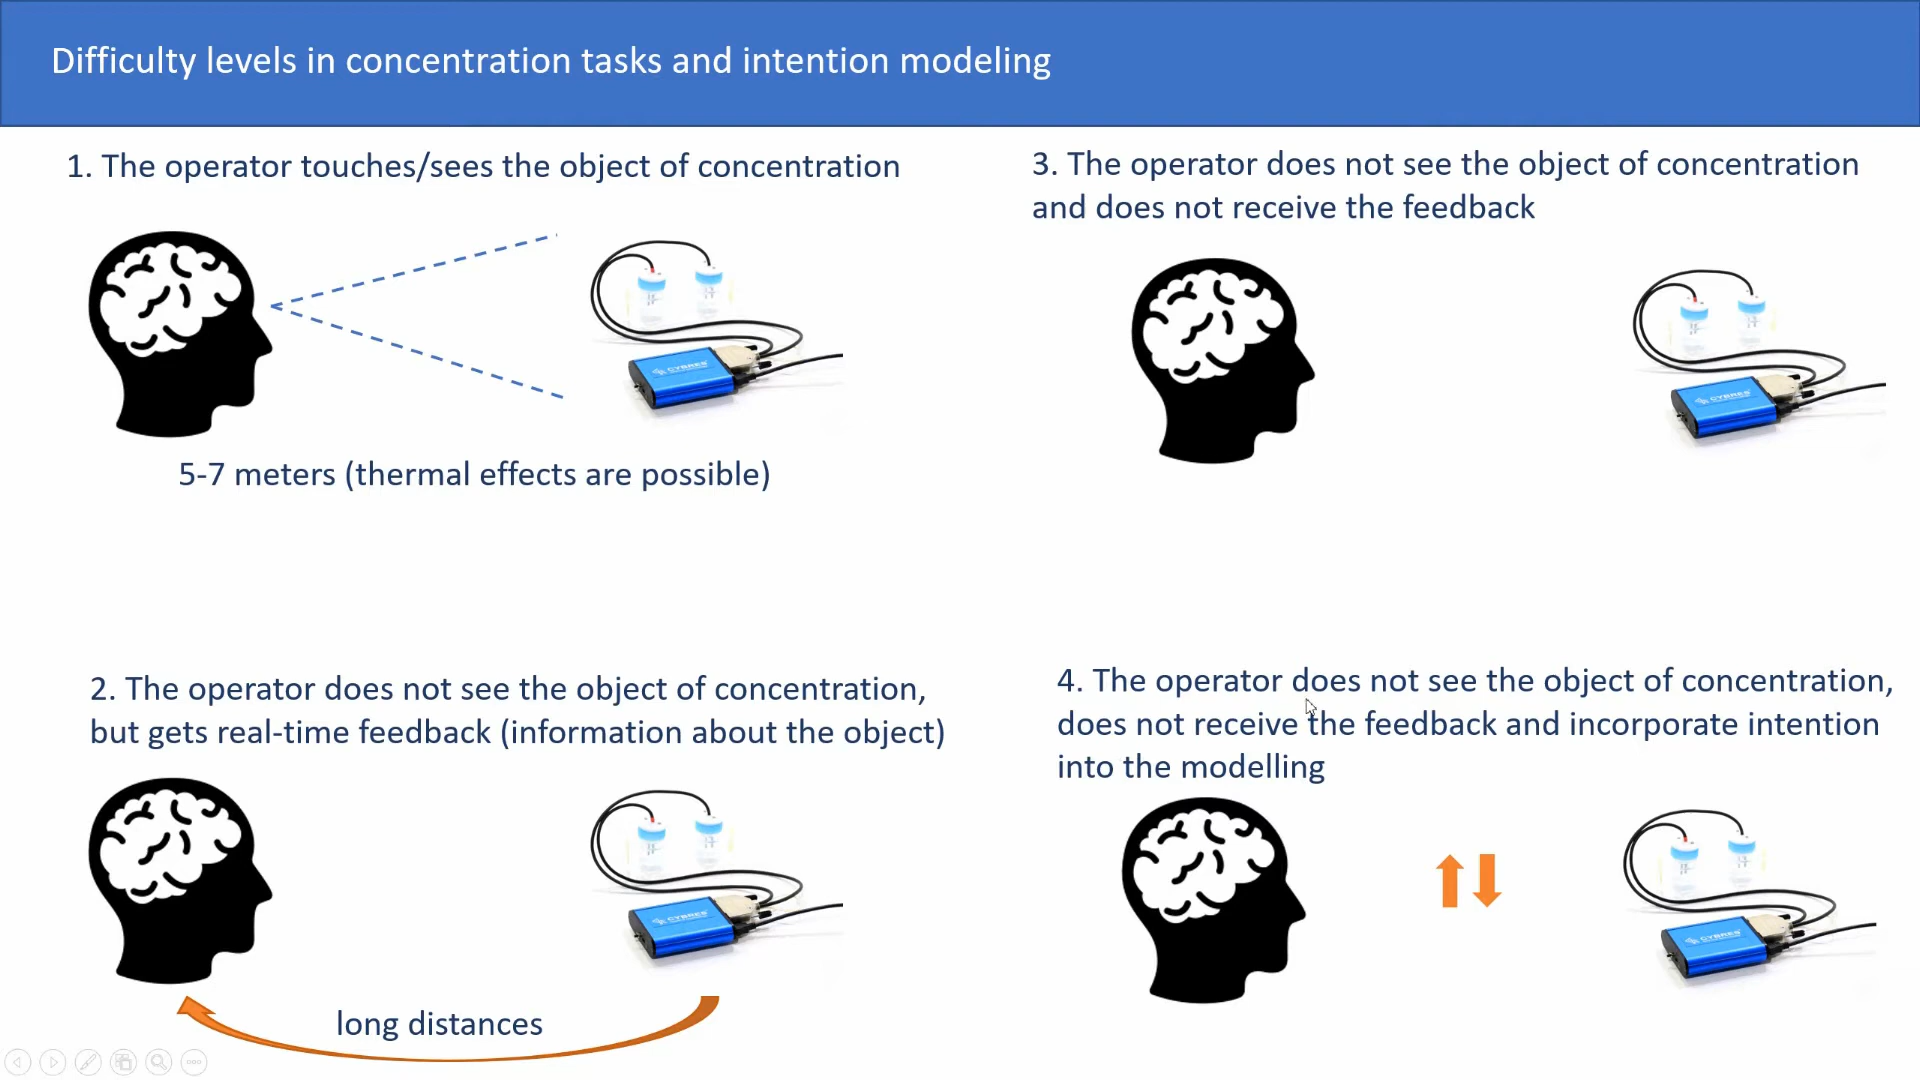 Difficulty levels in concentration tasks and intention modeling
1. The operator touches/sees the object of concentration
CYBRES
5-7 meters (thermal effects are possible)
2. The operator does not see the object of concentration,
but gets real-time feedback (information about the object)
CYBRES
long distances
3. The operator does not see the object of concentration
and does not receive the feedback
CYBRES
4. The operator does not see the object of concentration,
does not receive the feedback and incorporate intention
into the modelling
CYBRES